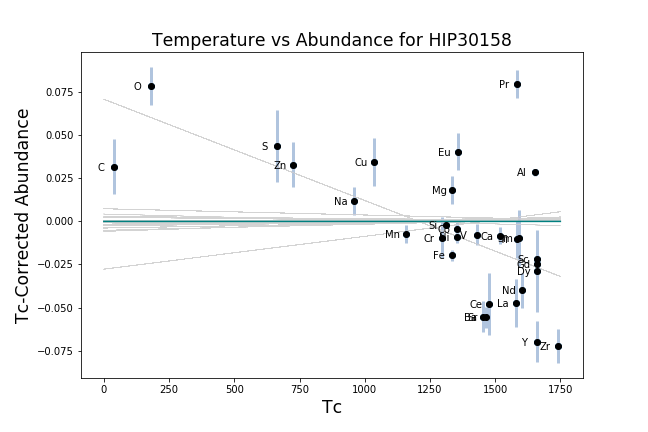 Temperature vs Abundance for HIP30158
Tc-Corrected Abundance
0.075
0.050
0.025
0.000
−0.025
−0.050
−0.075
O
Pr
S
Eu
C
Zn
Cu
Al
Mg
Na
Mn
Cr
Si
V
Ca
Fe
Sc
Gd
Dy
Nd
Ce
La
Ba
Sr
Y
Zr
0
250
500
750
1000
1250
1500
1750
Tc